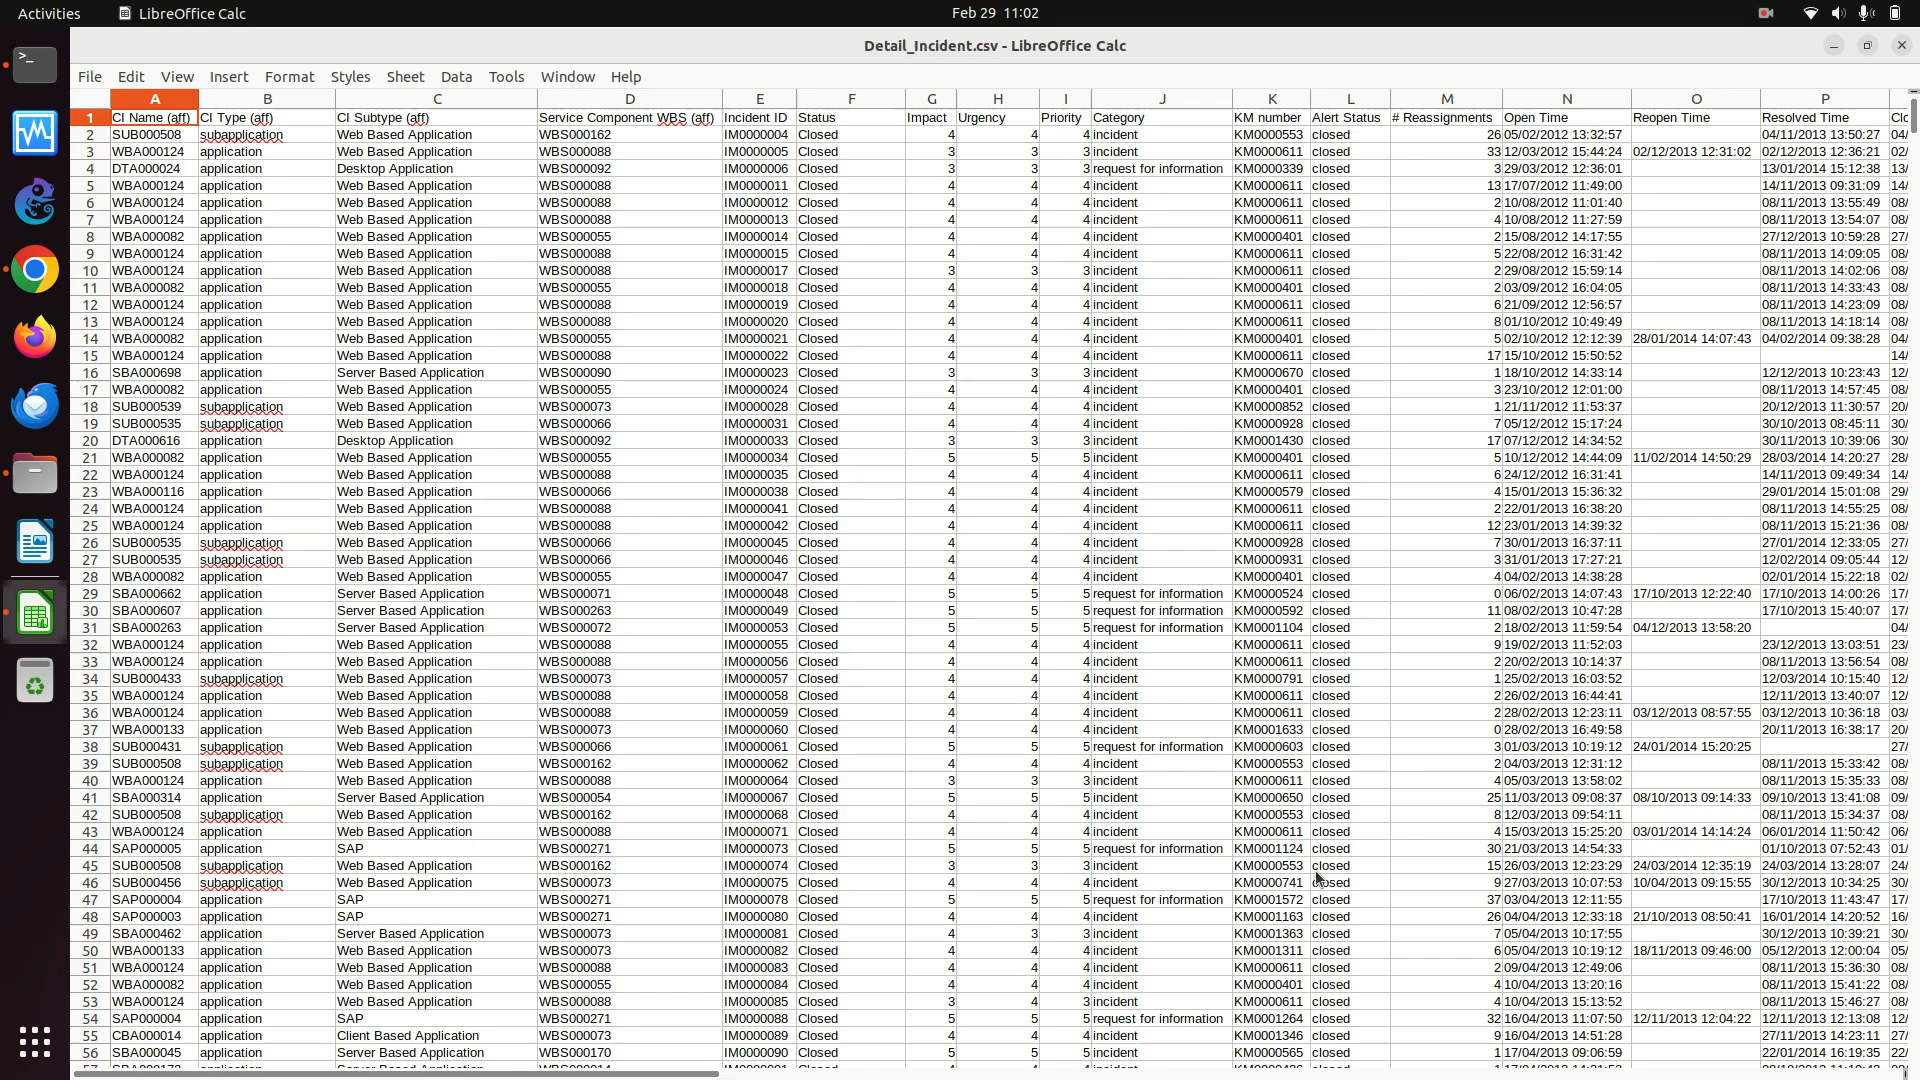 Activities LibreOffice Calc Feb 29 11:02
Detail_Incident.csv - LibreOffice Calc
File Edit View Insert Format Styles Sheet Data Tools Window Help
A B C D E F G H I J K L M N O P
1 CI Name (aff) CI Type (aff) CI Subtype (aff) Service Component WBS (aff) Incident ID Status Impact Urgency Priority Category KM number Alert Status # Reassignments Open Time Reopen Time Resolved Time Clo
2 SUB000508 subapplication Web Based Application WBS000162 IM0000004 Closed 4 4 4 incident KM0000553 closed 26 05/02/2012 13:32:57 04/11/2013 13:50:27 04/
3 WBA000124 application Web Based Application WBS000088 IM0000005 Closed 3 3 3 incident KM0000611 closed 33 12/03/2012 15:44:24 02/12/2013 12:31:02 02/12/2013 12:36:21 02/
4 DTA000024 application Desktop Application WBS000092 IM0000006 Closed 3 3 3 request for information KM0000339 closed 3 29/03/2012 12:36:01 13/01/2014 15:12:38 13/
5 WBA000124 application Web Based Application WBS000088 IM0000011 Closed 4 4 4 incident KM0000611 closed 13 17/07/2012 11:49:00 14/11/2013 09:31:09 14/
6 WBA000124 application Web Based Application WBS000088 IM0000012 Closed 4 4 4 incident KM0000611 closed 2 10/08/2012 11:01:40 08/11/2013 13:55:49 08/
7 WBA000124 application Web Based Application WBS000088 IM0000013 Closed 4 4 4 incident KM0000611 closed 4 10/08/2012 11:27:59 08/11/2013 13:54:07 08/
8 WBA000082 application Web Based Application WBS000055 IM0000014 Closed 4 4 4 incident KM0000401 closed 2 15/08/2012 14:17:55 27/12/2013 10:59:28 27/
9 WBA000124 application Web Based Application WBS000088 IM0000015 Closed 4 4 4 incident KM0000611 closed 5 22/08/2012 16:31:42 08/11/2013 14:09:05 08/
10 WBA000124 application Web Based Application WBS000088 IM0000017 Closed 3 3 3 incident KM0000611 closed 2 29/08/2012 15:59:14 08/11/2013 14:02:06 08/
11 WBA000082 application Web Based Application WBS000055 IM0000018 Closed 4 4 4 incident KM0000401 closed 2 03/09/2012 16:04:05 08/11/2013 14:33:43 08/
12 WBA000124 application Web Based Application WBS000088 IM0000019 Closed 4 4 4 incident KM0000611 closed 6 21/09/2012 12:56:57 08/11/2013 14:23:09 08/
13 WBA000124 application Web Based Application WBS000088 IM0000020 Closed 4 4 4 incident KM0000611 closed 8 01/10/2012 10:49:49 08/11/2013 14:18:14 08/
14 WBA000082 application Web Based Application WBS000055 IM0000021 Closed 4 4 4 incident KM0000401 closed 5 02/10/2012 12:12:39 28/01/2014 14:07:43 04/02/2014 09:38:28 04/
15 WBA000124 application Web Based Application WBS000088 IM0000022 Closed 4 4 4 incident KM0000611 closed 17 15/10/2012 15:50:52 14/
16 SBA000698 application Server Based Application WBS000090 IM0000023 Closed 3 3 3 incident KM0000670 closed 1 18/10/2012 14:33:14 12/12/2013 10:23:43 12/
17 WBA000082 application Web Based Application WBS000055 IM0000024 Closed 4 4 4 incident KM0000401 closed 3 23/10/2012 12:01:00 08/11/2013 14:57:45 08/
18 SUB000539 subapplication Web Based Application WBS000073 IM0000028 Closed 4 4 4 incident KM0000852 closed 1 21/11/2012 11:53:37 20/12/2013 11:30:57 20/
19 SUB000535 subapplication Web Based Application WBS000066 IM0000031 Closed 4 4 4 incident KM0000928 closed 7 05/12/2012 15:17:24 30/10/2013 08:45:11 30/
20 DTA000616 application Desktop Application WBS000092 IM0000033 Closed 3 3 3 incident KM0001430 closed 17 07/12/2012 14:34:52 30/11/2013 10:39:06 30/
21 WBA000082 application Web Based Application WBS000055 IM0000034 Closed 5 5 5 incident KM0000401 closed 5 10/12/2012 14:44:09 11/02/2014 14:50:29 28/03/2014 14:20:27 28/
22 WBA000124 application Web Based Application WBS000088 IM0000035 Closed 4 4 4 incident KM0000611 closed 6 24/12/2012 16:31:41 14/11/2013 09:49:34 14/
23 WBA000116 application Web Based Application WBS000066 IM0000038 Closed 4 4 4 incident KM0000579 closed 4 15/01/2013 15:36:32 29/01/2014 15:01:08 29/
24 WBA000124 application Web Based Application WBS000088 IM0000041 Closed 4 4 4 incident KM0000611 closed 2 22/01/2013 16:38:20 08/11/2013 14:55:25 08/
25 WBA000124 application Web Based Application WBS000088 IM0000042 Closed 4 4 4 incident KM0000611 closed 12 23/01/2013 14:39:32 08/11/2013 15:21:36 08/
26 SUB000535 subapplication Web Based Application WBS000066 IM0000045 Closed 4 4 4 incident KM0000928 closed 7 30/01/2013 16:37:11 27/01/2014 12:33:05 27/
27 SUB000535 subapplication Web Based Application WBS000066 IM0000046 Closed 4 4 4 incident KM0000931 closed 3 31/01/2013 17:27:21 12/02/2014 09:05:44 12/
28 WBA000082 application Web Based Application WBS000055 IM0000047 Closed 4 4 4 incident KM0000401 closed 4 04/02/2013 14:38:28 02/01/2014 15:22:18 02/
29 SBA000662 application Server Based Application WBS000071 IM0000048 Closed 5 5 5 request for information KM0000524 closed 0 06/02/2013 14:07:43 17/10/2013 12:22:40 17/10/2013 14:00:26 17/
30 SBA000607 application Server Based Application WBS000263 IM0000049 Closed 5 5 5 request for information KM0000592 closed 11 08/02/2013 10:47:28 17/10/2013 15:40:07 17/
31 SBA000263 application Server Based Application WBS000072 IM0000053 Closed 5 5 5 request for information KM0001104 closed 2 18/02/2013 11:59:54 04/12/2013 13:58:20 04/
32 WBA000124 application Web Based Application WBS000088 IM0000055 Closed 4 4 4 incident KM0000611 closed 9 19/02/2013 11:52:03 23/12/2013 13:03:51 23/
33 WBA000124 application Web Based Application WBS000088 IM0000056 Closed 4 4 4 incident KM0000611 closed 2 20/02/2013 10:14:37 08/11/2013 13:56:54 08/
34 SUB000433 subapplication Web Based Application WBS000073 IM0000057 Closed 4 4 4 incident KM0000791 closed 1 25/02/2013 16:03:52 12/03/2014 10:15:40 12/
35 WBA000124 application Web Based Application WBS000088 IM0000058 Closed 4 4 4 incident KM0000611 closed 2 26/02/2013 16:44:41 12/11/2013 13:40:07 12/
36 WBA000124 application Web Based Application WBS000088 IM0000059 Closed 4 4 4 incident KM0000611 closed 2 28/02/2013 12:23:11 03/12/2013 08:57:55 03/12/2013 10:36:18 03/
37 WBA000133 application Web Based Application WBS000073 IM0000060 Closed 4 4 4 incident KM0001633 closed 0 28/02/2013 16:49:58 20/11/2013 16:38:17 20/
38 SUB000431 subapplication Web Based Application WBS000066 IM0000061 Closed 5 5 5 request for information KM0000603 closed 3 01/03/2013 10:19:12 24/01/2014 15:20:25 27/
39 SUB000508 subapplication Web Based Application WBS000162 IM0000062 Closed 4 4 4 incident KM0000553 closed 2 04/03/2013 12:31:12 08/11/2013 15:33:42 08/
40 WBA000124 application Web Based Application WBS000088 IM0000064 Closed 3 3 3 incident KM0000611 closed 4 05/03/2013 13:58:02 08/11/2013 15:35:33 08/
41 SBA000314 application Server Based Application WBS000054 IM0000067 Closed 5 5 5 incident KM0000650 closed 25 11/03/2013 09:08:37 08/10/2013 09:14:33 09/10/2013 13:41:08 09/
42 SUB000508 subapplication Web Based Application WBS000162 IM0000068 Closed 4 4 4 incident KM0000553 closed 8 12/03/2013 09:54:11 08/11/2013 15:34:37 08/
43 WBA000124 application Web Based Application WBS000088 IM0000071 Closed 4 4 4 incident KM0000611 closed 4 15/03/2013 15:25:20 03/01/2014 14:14:24 06/01/2014 11:50:42 06/
44 SAP000005 application SAP WBS000271 IM0000073 Closed 5 5 5 request for information KM0001124 closed 30 21/03/2013 14:54:33 01/10/2013 07:52:43 01/
45 SUB000508 subapplication Web Based Application WBS000162 IM0000074 Closed 3 3 3 incident KM0000553 closed 15 26/03/2013 12:23:29 24/03/2014 12:35:19 24/03/2014 13:28:07 24/
46 SUB000456 subapplication Web Based Application WBS000073 IM0000075 Closed 4 4 4 incident KM0000741 closed 9 27/03/2013 10:07:53 10/04/2013 09:15:55 30/12/2013 10:34:25 30/
47 SAP000004 application SAP WBS000271 IM0000078 Closed 5 5 5 request for information KM0001572 closed 37 03/04/2013 12:11:55 17/10/2013 11:43:47 17/
48 SAP000003 application SAP WBS000271 IM0000080 Closed 4 4 4 incident KM0001163 closed 26 04/04/2013 12:33:18 21/10/2013 08:50:41 16/01/2014 14:20:52 16/
49 SBA000462 application Server Based Application WBS000073 IM0000081 Closed 4 3 3 incident KM0001363 closed 7 05/04/2013 10:17:55 30/12/2013 10:39:21 30/
50 WBA000133 application Web Based Application WBS000073 IM0000082 Closed 4 4 4 incident KM0001311 closed 6 05/04/2013 10:19:12 18/11/2013 09:46:00 05/12/2013 12:00:04 05/
51 WBA000124 application Web Based Application WBS000088 IM0000083 Closed 4 4 4 incident KM0000611 closed 2 09/04/2013 12:49:06 08/11/2013 15:36:30 08/
52 WBA000082 application Web Based Application WBS000055 IM0000084 Closed 4 4 4 incident KM0000401 closed 4 10/04/2013 13:20:16 08/11/2013 15:41:22 08/
53 WBA000124 application Web Based Application WBS000088 IM0000085 Closed 3 4 4 incident KM0000611 closed 4 10/04/2013 15:13:52 08/11/2013 15:46:27 08/
54 SAP000004 application SAP WBS000271 IM0000088 Closed 5 5 5 request for information KM0001264 closed 32 16/04/2013 11:07:50 12/11/2013 12:04:22 12/11/2013 12:13:08 12/
55 CBA000014 application Client Based Application WBS000073 IM0000089 Closed 4 4 4 incident KM0001346 closed 9 16/04/2013 14:51:28 27/11/2013 14:23:11 27/
56 SBA000045 application Server Based Application WBS000170 IM0000090 Closed 5 5 5 incident KM0000565 closed 1 17/04/2013 09:06:59 22/01/2014 16:19:35 22/